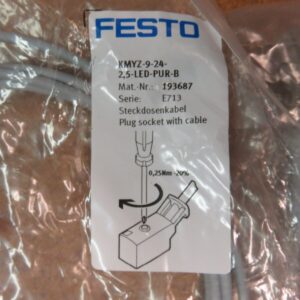 FESTO
KMYZ-9-24-
2,5-LED-PUR-B
Mat.-Nr.: 193687
Serie: E713
Steckdosenkabel
Plug socket with cable
0,25Nm -20%